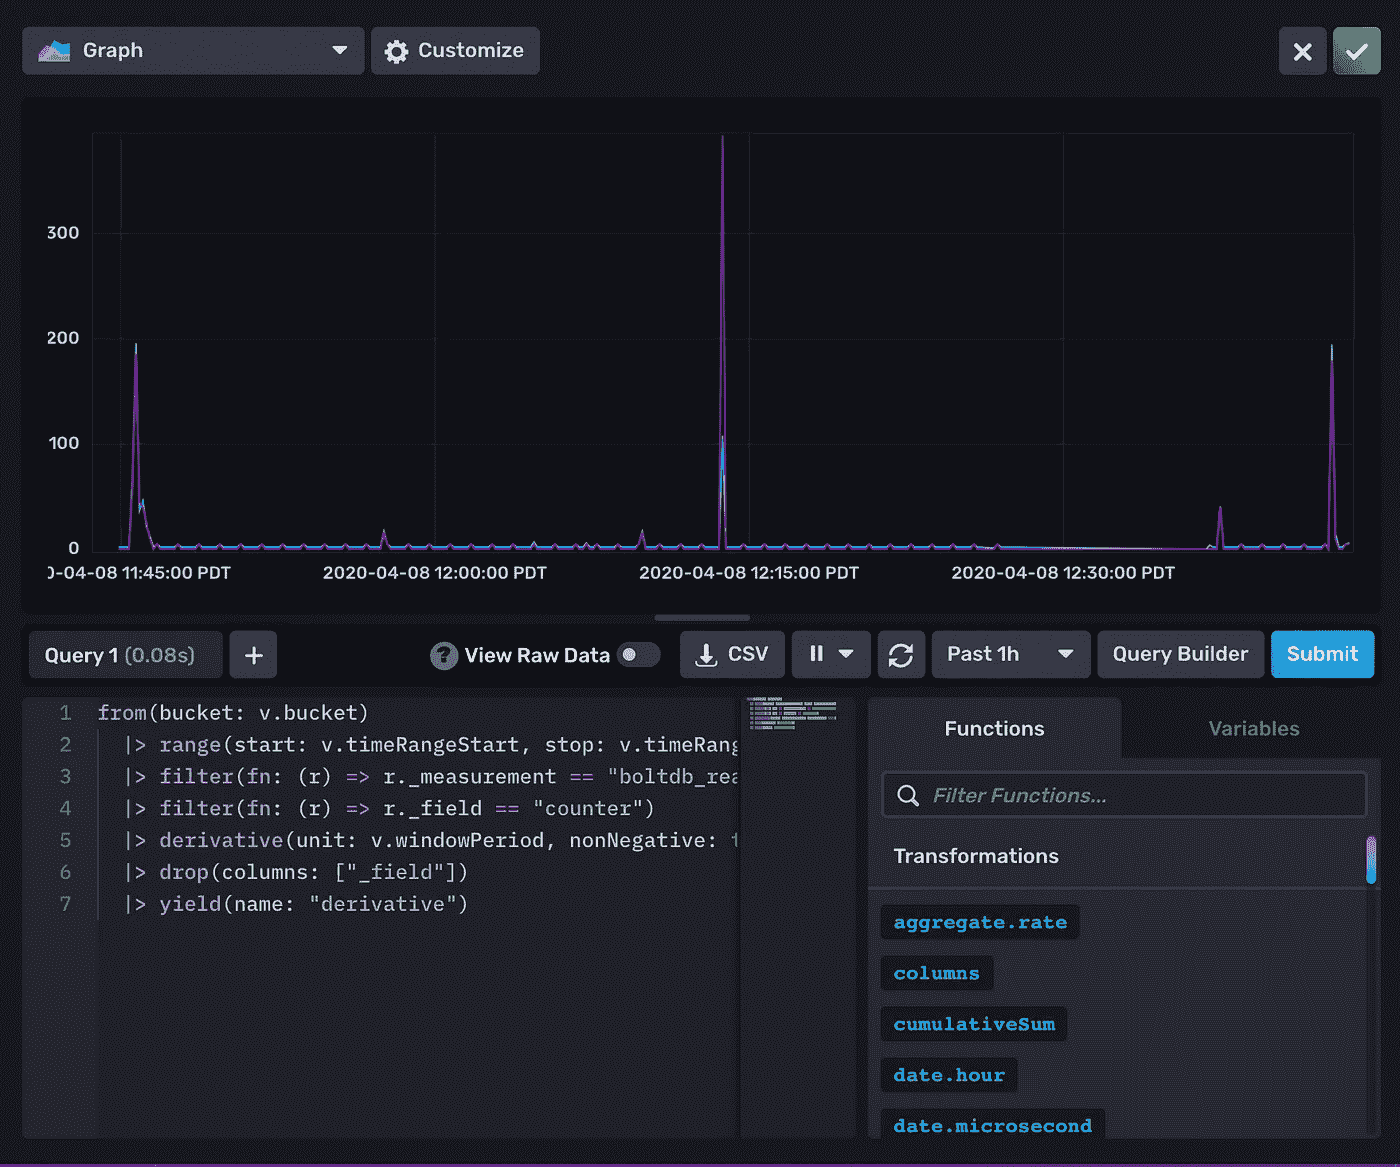 Graph
Customize
300
200
100
0
0-04-08 11:45:00 PDT
2020-04-08 12:00:00 PDT
2020-04-08 12:15:00 PDT
2020-04-08 12:30:00 PDT
Query 1 (0.08s)
+
?
View Raw Data
CSV
Past 1h
Query Builder
Submit
1 from(bucket: v.bucket)
2 |> range(start: v.timeRangeStart, stop: v.timeRang
3 |> filter(fn: (r) => r._measurement == "boltdb_rea
4 |> filter(fn: (r) => r._field == "counter")
5 |> derivative(unit: v.windowPeriod, nonNegative: t
6 |> drop(columns: ["_field"])
7 |> yield(name: "derivative")
Functions
Variables
Filter Functions...
Transformations
aggregate.rate
columns
cumulativeSum
date.hour
date.microsecond